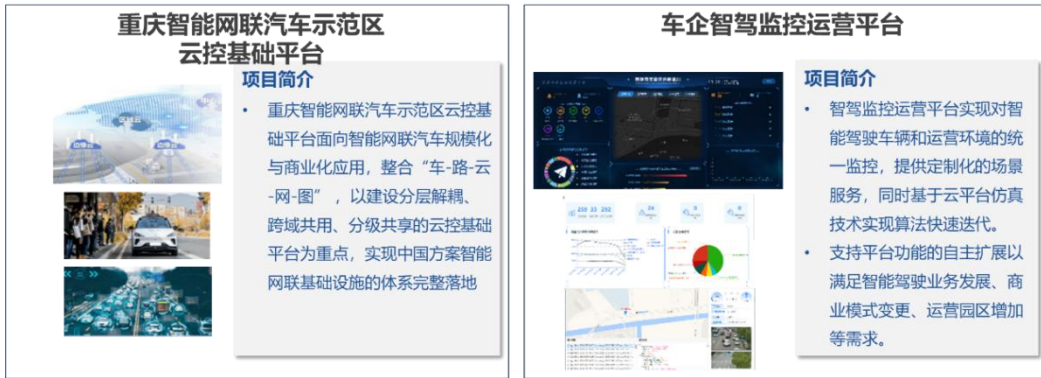 重庆智能网联汽车示范区
云控基础平台
项目简介
• 重庆智能网联汽车示范区云控基
础平台面向智能网联汽车规模化
与商业化应用，整合“车-路-云
-网-图”，以建设分层解耦、
跨域共用、分级共享的云控基础
平台为重点，实现中国方案智能
网联基础设施的体系完整落地
区域云
边缘云
车企智驾监控运营平台
项目简介
• 智驾监控运营平台实现对智
能驾驶车辆和运营环境的统
一监控，提供定制化的场景
服务，同时基于云平台仿真
技术实现算法快速迭代。
• 支持平台功能的自主扩展以
满足智能驾驶业务发展、商
业模式变更、运营园区增加
等需求。